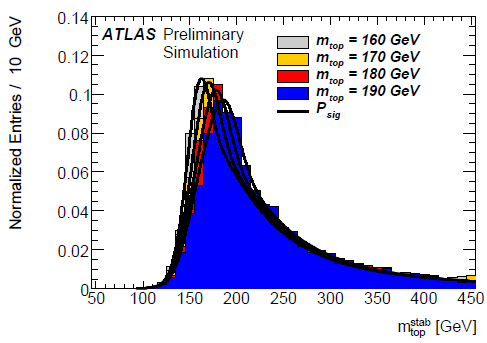 0.14
0.12
0.1
0.08
0.06
0.04
0.02
0
Normalized Entries / 10 GeV
ATLAS Preliminary
Simulation
m_top = 160 GeV
m_top = 170 GeV
m_top = 180 GeV
m_top = 190 GeV
P_sig
50 100 150 200 250 300 350 400 450
m_top^stab [GeV]